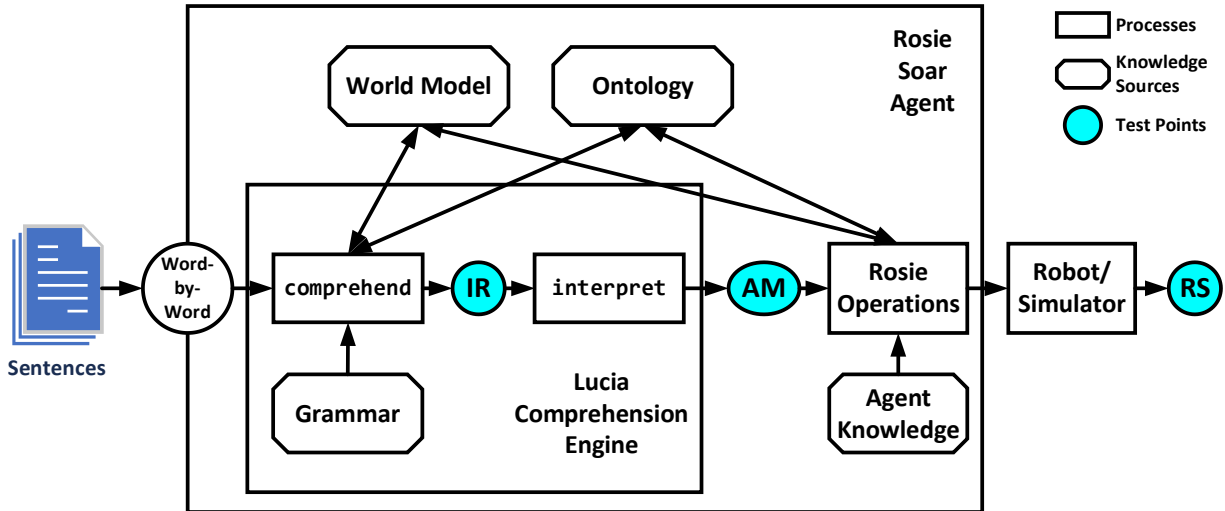 Processes
Knowledge
Sources
Test Points
Rosie
Soar
Agent
World Model
Ontology
Sentences
Word-
by-
Word
comprehend
IR
interpret
AM
Rosie
Operations
Robot/
Simulator
RS
Grammar
Lucia
Comprehension
Engine
Agent
Knowledge